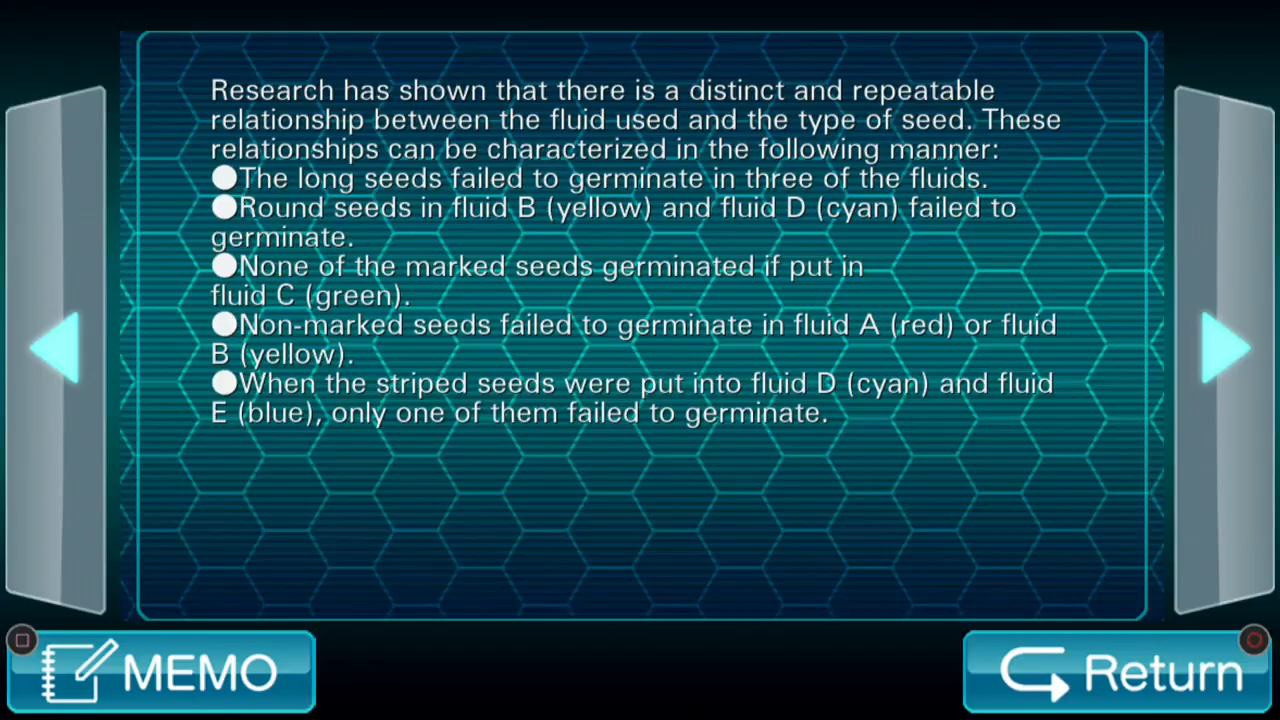 Research has shown that there is a distinct and repeatable
relationship between the fluid used and the type of seed. These
relationships can be characterized in the following manner:
●The long seeds failed to germinate in three of the fluids.
●Round seeds in fluid B (yellow) and fluid D (cyan) failed to
germinate.
●None of the marked seeds germinated if put in
fluid C (green).
●Non-marked seeds failed to germinate in fluid A (red) or fluid
B (yellow).
●When the striped seeds were put into fluid D (cyan) and fluid
E (blue), only one of them failed to germinate.
MEMO
Return